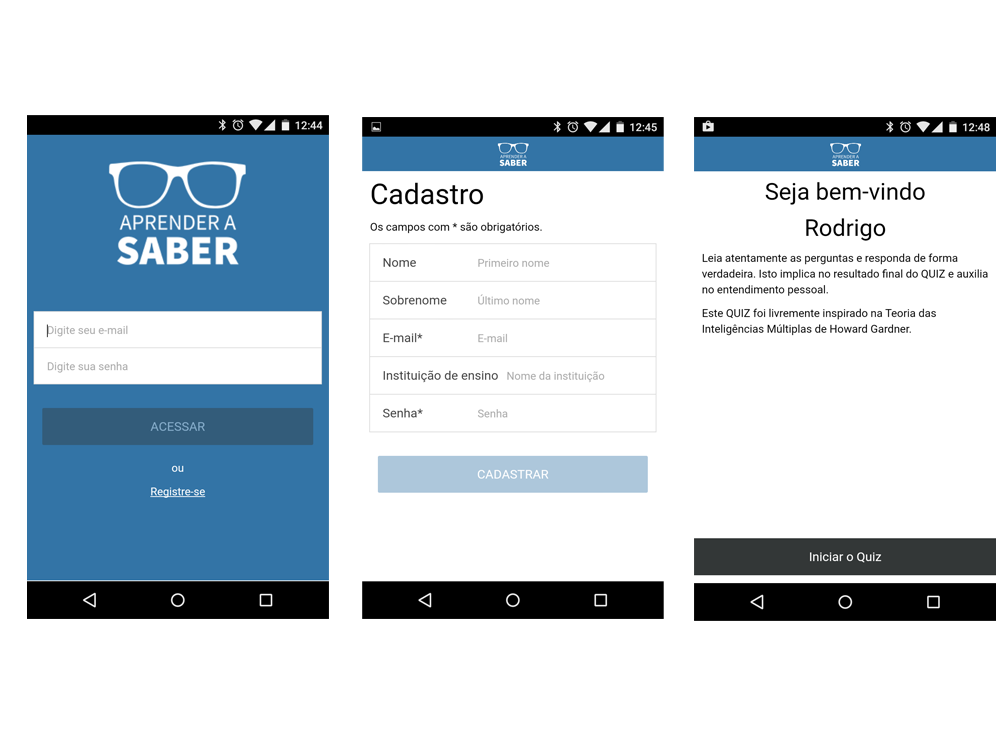 12:44
APRENDER A
SABER
Digite seu e-mail
Digite sua senha
ACESSAR
ou
Registre-se
12:45
APRENDER A
SABER
Cadastro
Os campos com * são obrigatórios.
Nome Primeiro nome
Sobrenome Último nome
E-mail* E-mail
Instituição de ensino Nome da instituição
Senha* Senha
CADASTRAR
12:48
APRENDER A
SABER
Seja bem-vindo
Rodrigo
Leia atentamente as perguntas e responda de forma
verdadeira. Isto implica no resultado final do QUIZ e auxilia
no entendimento pessoal.
Este QUIZ foi livremente inspirado na Teoria das
Inteligências Múltiplas de Howard Gardner.
Iniciar o Quiz